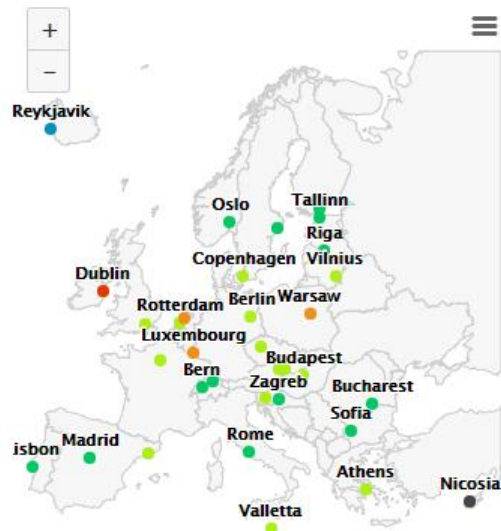 +
−
Reykjavik
Oslo
Tallinn
Riga
Copenhagen
Vilnius
Dublin
Rotterdam
Berlin
Warsaw
Luxembourg
Budapest
Bern
Zagreb
Bucharest
Sofia
isbon
Madrid
Rome
Athens
Nicosia
Valletta